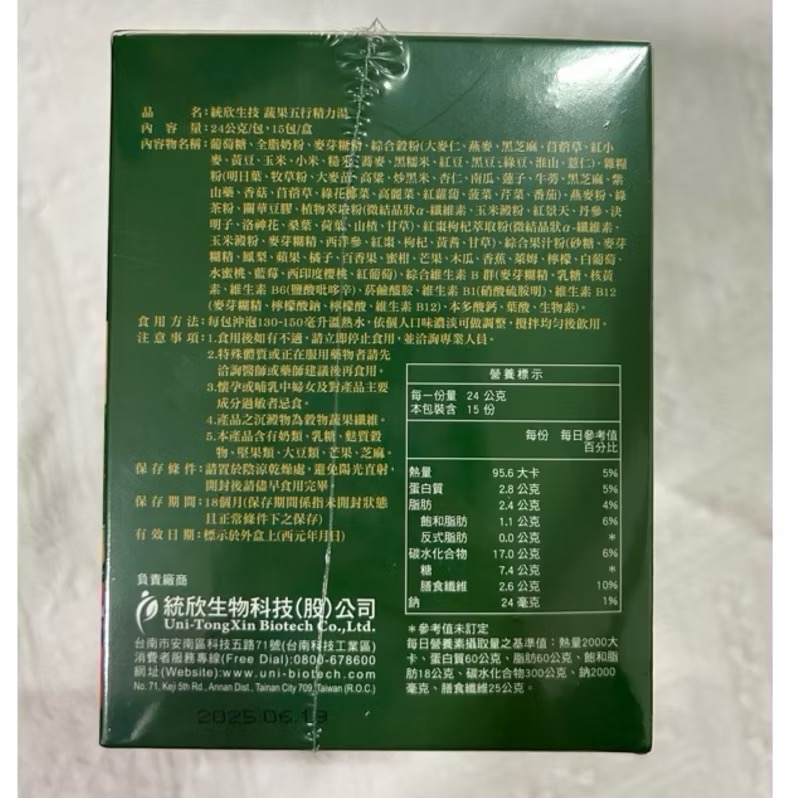 品　　名:統欣生技 蔬果五行精力湯
內 容 量:24公克/包,15包/盒
內容物名稱:葡萄糖、全脂奶粉、麥芽糊精、綜合穀粉(大麥仁、燕麥、黑芝麻、苜蓿草、紅小
麥、黃豆、玉米、小米、糙米、蕎麥、黑糯米、紅豆、黑豆、綠豆、淮山、薏仁)、雜糧
粉(明日葉、牧草粉、大麥苗、高粱、炒黑米、杏仁、南瓜、蓮子、牛蒡、黑芝麻、紫
山藥、香菇、苜蓿草、綠花椰菜、高麗菜、紅蘿蔔、菠菜、芹菜、番茄)、燕麥粉、綠
茶粉、關華豆膠、植物萃取粉(微結晶狀α-纖維素、玉米澱粉、紅景天、丹參、決
明子、洛神花、桑葉、荷葉、山楂、甘草)、紅棗枸杞萃取粉(微結晶狀α-纖維素、
玉米澱粉、麥芽糊精、西洋參、紅棗、枸杞、黃耆、甘草)、綜合果汁粉(砂糖、麥芽
糊精、鳳梨、蘋果、橘子、百香果、蜜柑、芒果、木瓜、香蕉、萊姆、檸檬、白葡萄、
水蜜桃、藍莓、西印度櫻桃、紅葡萄)、綜合維生素 B 群(麥芽糊精、乳糖、核黃
素、維生素 B6(鹽酸吡哆辛)、菸鹼醯胺、維生素 B1(硝酸硫胺明)、維生素 B12
(麥芽糊精、檸檬酸鈉、檸檬酸、維生素 B12)、本多酸鈣、葉酸、生物素)。
食用方法:每包沖泡130-150毫升溫熱水,依個人口味濃淡可做調整,攪拌均勻後飲用。
注意事項:1.食用後如有不適,請立即停止食用,並洽詢專業人員。
2.特殊體質或正在服用藥物者請先
洽詢醫師或藥師建議後再食用。
3.懷孕或哺乳中婦女及對產品主要
成分過敏者忌食。
4.產品之沉澱物為穀物蔬果纖維。
5.本產品含有奶類、乳糖、麩質穀
物、堅果類、大豆類、芒果、芝麻。
保存條件:請置於陰涼乾燥處,避免陽光直射,
開封後請儘早食用完畢。
保存期間:18個月(保存期間係指未開封狀態
且正常條件下之保存)
有效日期:標示於外盒上(西元年月日)
營養標示
每一份量 24 公克
本包裝含 15 份
每份 每日參考值
百分比
熱量 95.6 大卡 5%
蛋白質 2.8 公克 5%
脂肪 2.4 公克 4%
飽和脂肪 1.1 公克 6%
反式脂肪 0.0 公克 *
碳水化合物 17.0 公克 6%
糖 7.4 公克 *
膳食纖維 2.6 公克 10%
鈉 24 毫克 1%
*參考值未訂定
每日營養素攝取量之基準值：熱量2000大
卡、蛋白質60公克、脂肪60公克、飽和脂
肪18公克、碳水化合物300公克、鈉2000
毫克、膳食纖維25公克。
負責廠商
統欣生物科技(股)公司
Uni-TongXin Biotech Co.,Ltd.
台南市安南區科技五路71號(台南科技工業區)
消費者服務專線(Free Dial):0800-678600
網址(Website):www.uni-biotech.com
No. 71, Keji 5th Rd., Annan Dist., Tainan City 709, Taiwan (R.O.C.)
2025.06.19